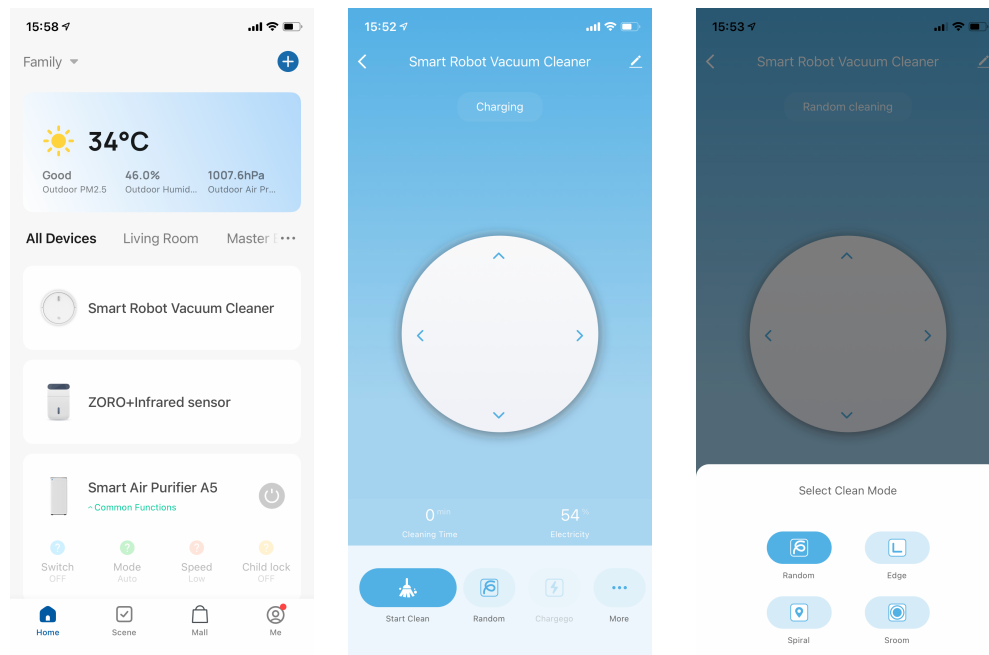 15:58
Family
34°C
Good 46.0% 1007.6hPa
Outdoor PM2.5 Outdoor Humid... Outdoor Air Pr...
All Devices Living Room Master
Smart Robot Vacuum Cleaner
ZORO+Infrared sensor
Smart Air Purifier A5
Common Functions
? ? ? ?
Switch Mode Speed Child lock
OFF Auto Low OFF
Home Scene Mall Me
15:52
Smart Robot Vacuum Cleaner
Charging
0 min 54 %
Cleaning Time Electricity
Start Clean Random Chargego More
15:53
Smart Robot Vacuum Cleaner
Random cleaning
Select Clean Mode
Random Edge
Spiral Sroom